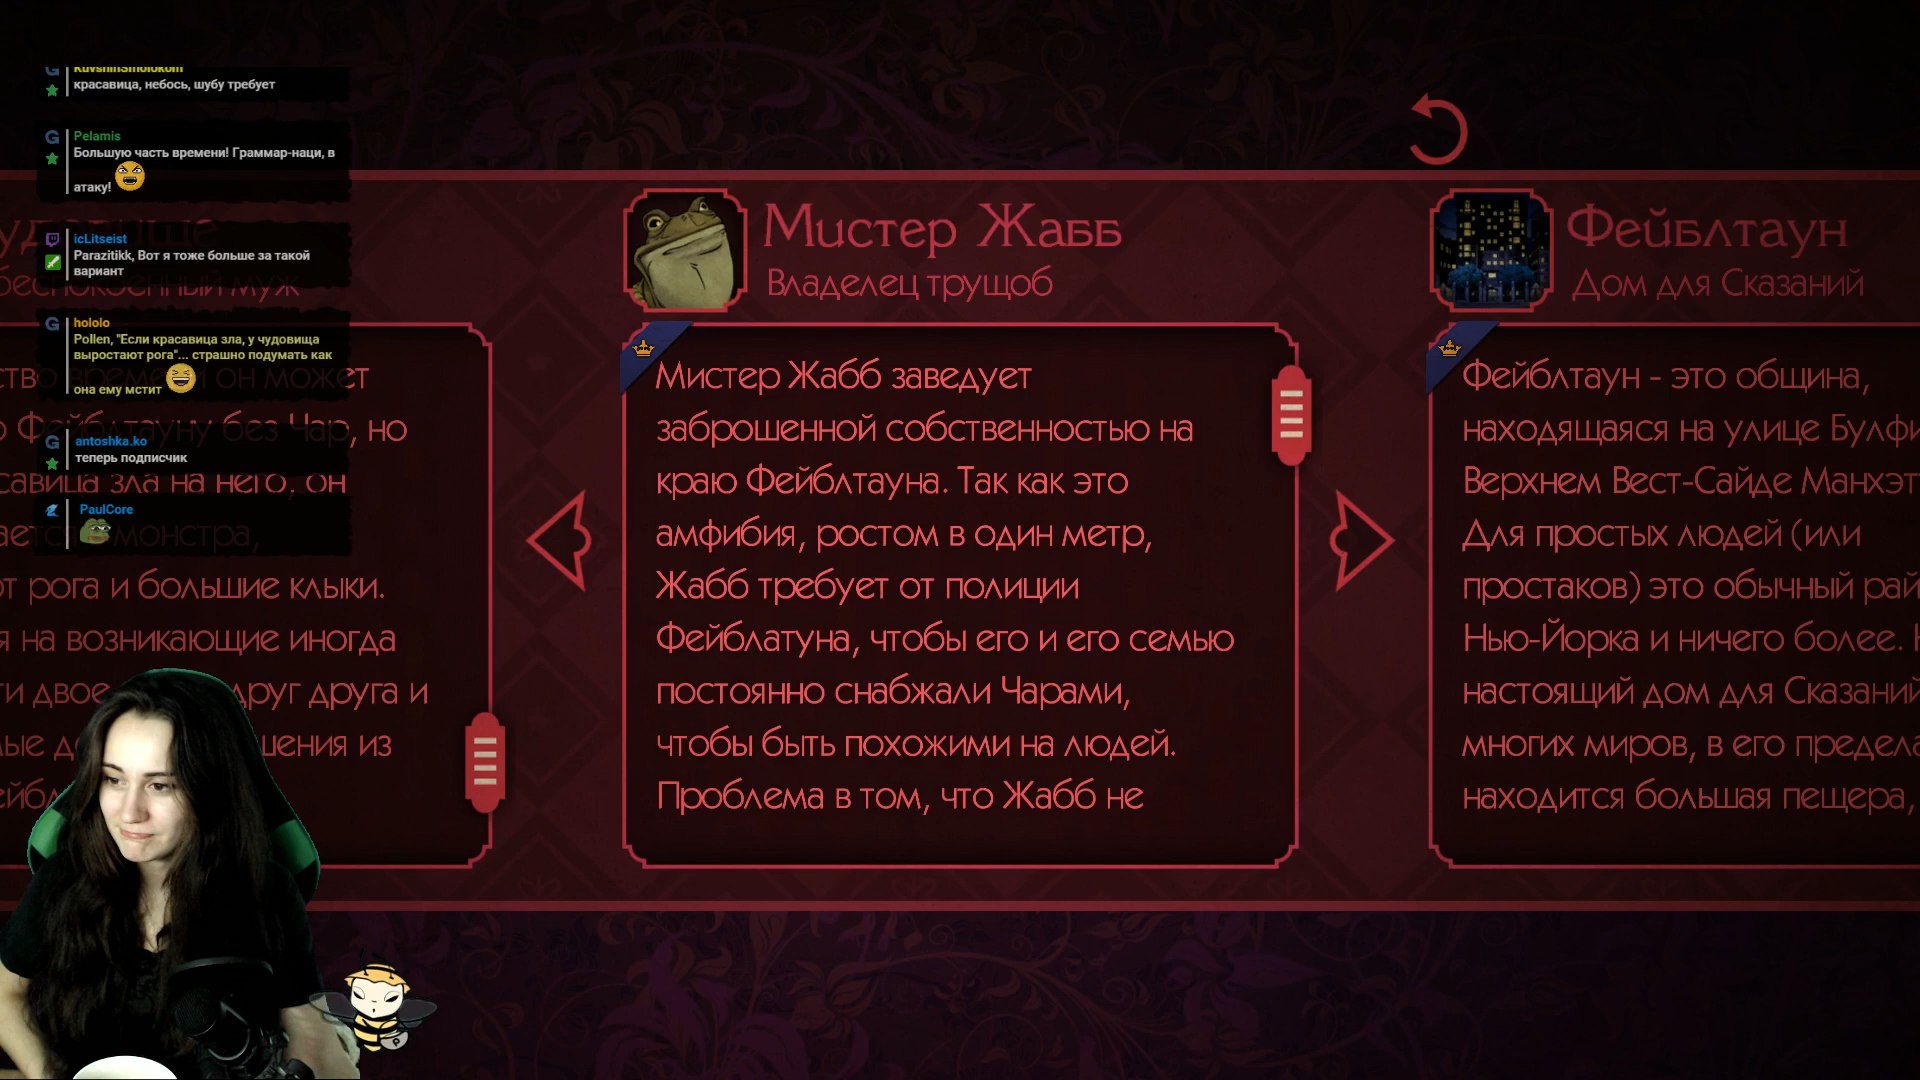 KuvshinSmolokom
красавица, небось, шубу требует
Pelamis
Большую часть времени! Граммар-наци, в
атаку!
icLitseist
Parazitikk, Вот я тоже больше за такой
вариант
hololo
Pollen, "Если красавица зла, у чудовища
выростают рога"... страшно подумать как
она ему мстит
antoshka.ko
теперь подписчик
PaulCore
беспокоенный муж
он может
Фейблтауну без Чар, но
зла на него, он
монстра,
рога и большие клыки.
на возникающие иногда
двое
друг друга и
из
Мистер Жабб
Владелец трущоб
Мистер Жабб заведует
заброшенной собственностью на
краю Фейблтауна. Так как это
амфибия, ростом в один метр,
Жабб требует от полиции
Фейблатуна, чтобы его и его семью
постоянно снабжали Чарами,
чтобы быть похожими на людей.
Проблема в том, что Жабб не
Фейблтаун
Дом для Сказаний
Фейблтаун - это община,
находящаяся на улице Булфи
Верхнем Вест-Сайде Манхэт
Для простых людей (или
простаков) это обычный рай
Нью-Йорка и ничего более. Н
настоящий дом для Сказаний
многих миров, в его предела
находится большая пещера,
P